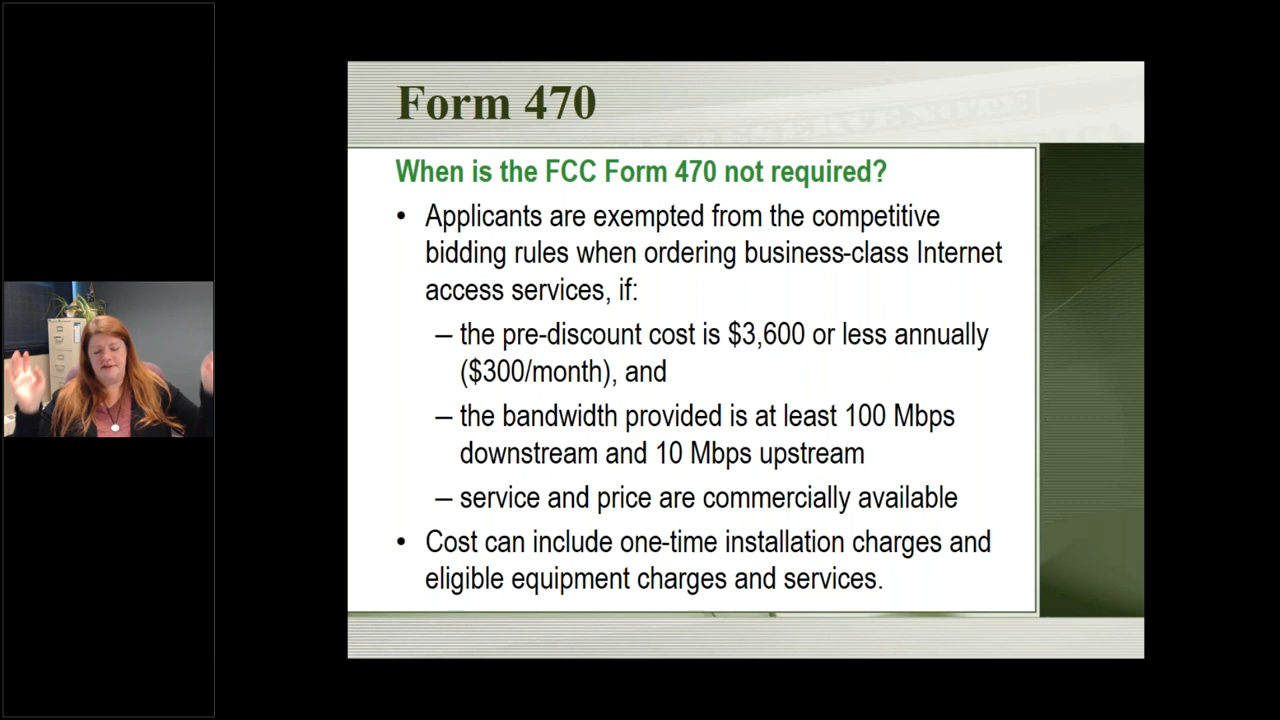 Form 470
When is the FCC Form 470 not required?
• Applicants are exempted from the competitive
bidding rules when ordering business-class Internet
access services, if:
– the pre-discount cost is $3,600 or less annually
($300/month), and
– the bandwidth provided is at least 100 Mbps
downstream and 10 Mbps upstream
– service and price are commercially available
• Cost can include one-time installation charges and
eligible equipment charges and services.